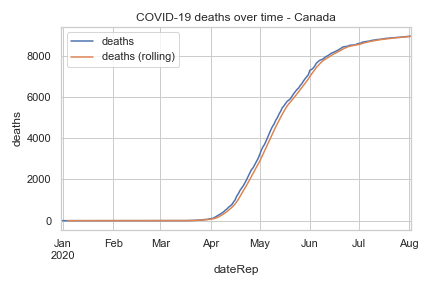 COVID-19 deaths over time - Canada
deaths
deaths (rolling)
8000
6000
4000
2000
0
deaths
Jan Feb Mar Apr May Jun Jul Aug
2020
dateRep